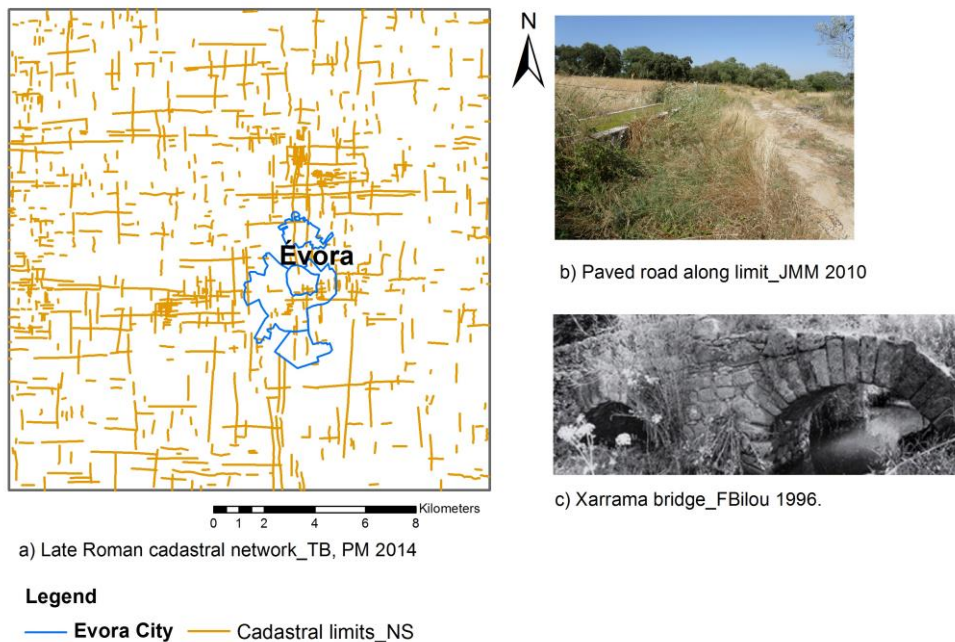 Évora
0 1 2 4 6 8
Kilometers
a) Late Roman cadastral network_TB, PM 2014
N
b) Paved road along limit_JMM 2010
c) Xarrama bridge_FBilou 1996.
Legend
Evora City
Cadastral limits_NS